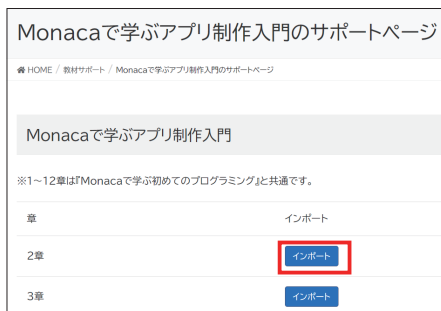 Monacaで学ぶアプリ制作入門のサポートページ
HOME / 教材サポート / Monacaで学ぶアプリ制作入門のサポートページ
Monacaで学ぶアプリ制作入門
※1~12章は『Monacaで学ぶ初めてのプログラミング』と共通です。
章 インポート
2章 インポート
3章 インポート